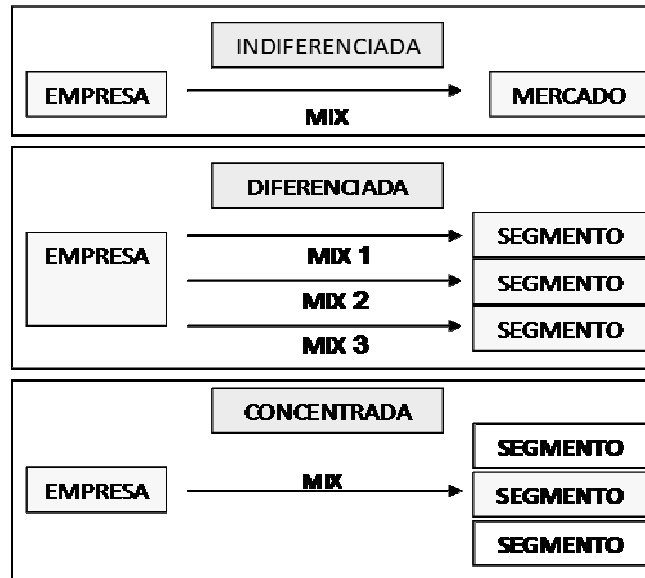 INDIFERENCIADA
EMPRESA
MIX
MERCADO
DIFERENCIADA
EMPRESA
MIX 1
MIX 2
MIX 3
SEGMENTO
SEGMENTO
SEGMENTO
CONCENTRADA
EMPRESA
MIX
SEGMENTO
SEGMENTO
SEGMENTO